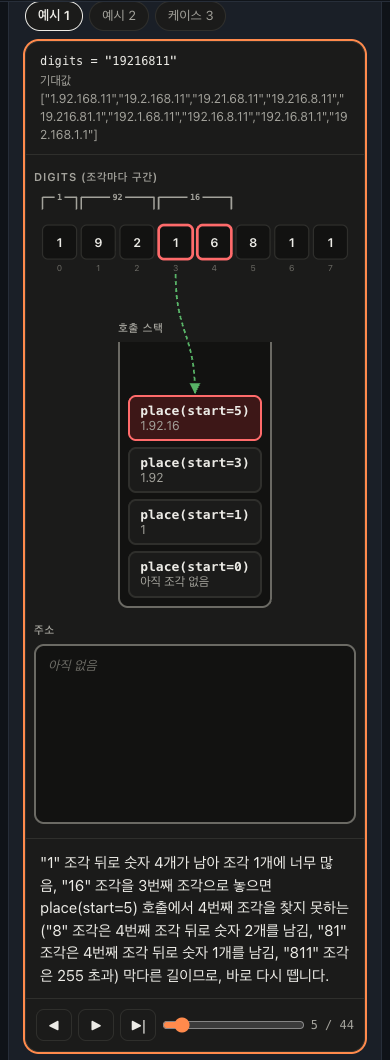 예시 1 예시 2 케이스 3
digits = "19216811"
기대값
["1.92.168.11","19.2.168.11","19.21.68.11","19.216.8.11","
19.216.81.1","192.1.68.11","192.16.8.11","192.16.81.1","19
2.168.1.1"]
DIGITS (조각마다 구간)
1 92 16
1 9 2 1 6 8 1 1
0 1 2 3 4 5 6 7
호출 스택
place(start=5)
1.92.16
place(start=3)
1.92
place(start=1)
1
place(start=0)
아직 조각 없음
주소
아직 없음
"1" 조각 뒤로 숫자 4개가 남아 조각 1개에 너무 많
음, "16" 조각을 3번째 조각으로 놓으면
place(start=5) 호출에서 4번째 조각을 찾지 못하는
("8" 조각은 4번째 조각 뒤로 숫자 2개를 남김, "81"
조각은 4번째 조각 뒤로 숫자 1개를 남김, "811" 조각
은 255 초과) 막다른 길이므로, 바로 다시 뗍니다.
5 / 44